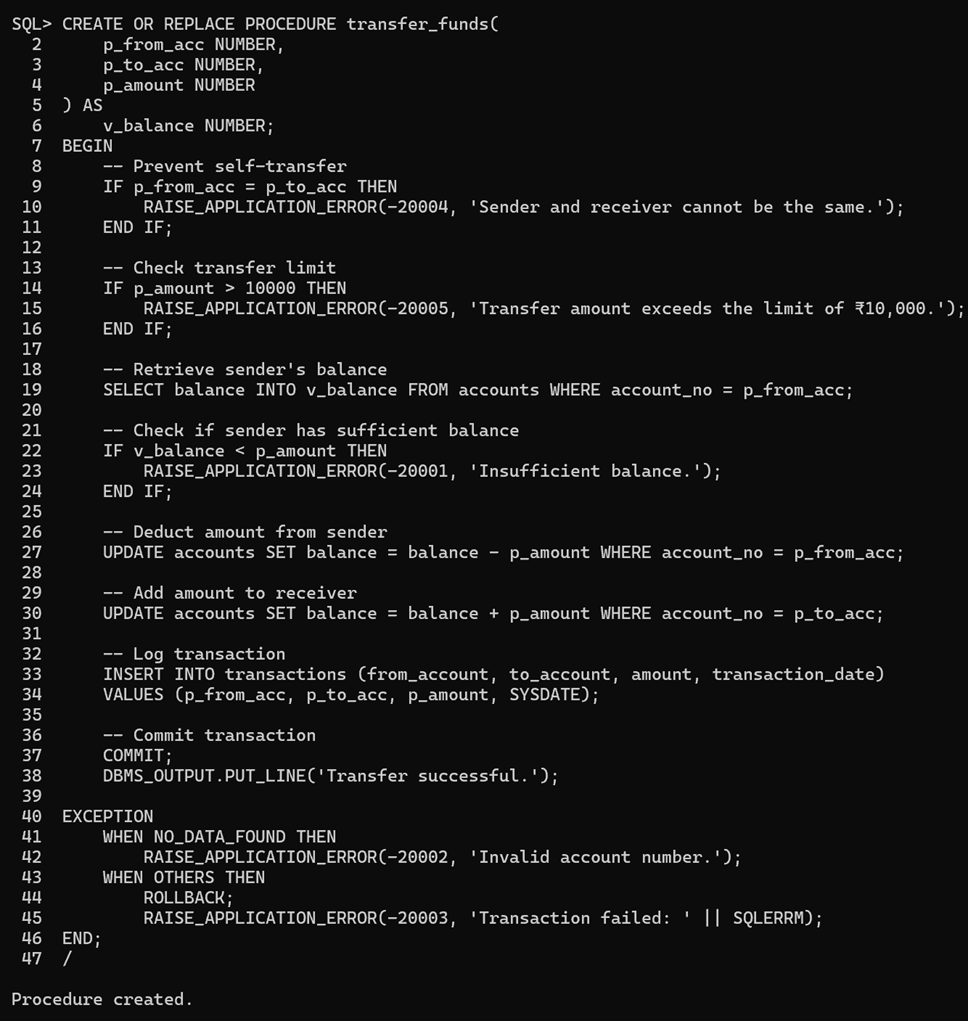 SQL> CREATE OR REPLACE PROCEDURE transfer_funds(
  2      p_from_acc NUMBER,
  3      p_to_acc NUMBER,
  4      p_amount NUMBER
  5  ) AS
  6      v_balance NUMBER;
  7  BEGIN
  8      -- Prevent self-transfer
  9      IF p_from_acc = p_to_acc THEN
 10          RAISE_APPLICATION_ERROR(-20004, 'Sender and receiver cannot be the same.');
 11      END IF;
 12
 13      -- Check transfer limit
 14      IF p_amount > 10000 THEN
 15          RAISE_APPLICATION_ERROR(-20005, 'Transfer amount exceeds the limit of ₹10,000.');
 16      END IF;
 17
 18      -- Retrieve sender's balance
 19      SELECT balance INTO v_balance FROM accounts WHERE account_no = p_from_acc;
 20
 21      -- Check if sender has sufficient balance
 22      IF v_balance < p_amount THEN
 23          RAISE_APPLICATION_ERROR(-20001, 'Insufficient balance.');
 24      END IF;
 25
 26      -- Deduct amount from sender
 27      UPDATE accounts SET balance = balance - p_amount WHERE account_no = p_from_acc;
 28
 29      -- Add amount to receiver
 30      UPDATE accounts SET balance = balance + p_amount WHERE account_no = p_to_acc;
 31
 32      -- Log transaction
 33      INSERT INTO transactions (from_account, to_account, amount, transaction_date)
 34      VALUES (p_from_acc, p_to_acc, p_amount, SYSDATE);
 35
 36      -- Commit transaction
 37      COMMIT;
 38      DBMS_OUTPUT.PUT_LINE('Transfer successful.');
 39
 40  EXCEPTION
 41      WHEN NO_DATA_FOUND THEN
 42          RAISE_APPLICATION_ERROR(-20002, 'Invalid account number.');
 43      WHEN OTHERS THEN
 44          ROLLBACK;
 45          RAISE_APPLICATION_ERROR(-20003, 'Transaction failed: ' || SQLERRM);
 46  END;
 47  /
Procedure created.